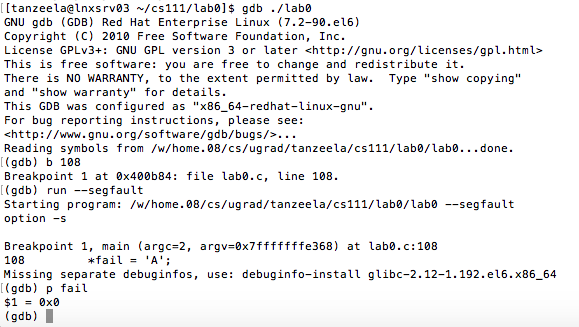 [[tanzeela@lnxsrv03 ~/cs111/lab0]$ gdb ./lab0
GNU gdb (GDB) Red Hat Enterprise Linux (7.2-90.el6)
Copyright (C) 2010 Free Software Foundation, Inc.
License GPLv3+: GNU GPL version 3 or later <http://gnu.org/licenses/gpl.html>
This is free software: you are free to change and redistribute it.
There is NO WARRANTY, to the extent permitted by law.  Type "show copying"
and "show warranty" for details.
This GDB was configured as "x86_64-redhat-linux-gnu".
For bug reporting instructions, please see:
<http://www.gnu.org/software/gdb/bugs/>...
Reading symbols from /w/home.08/cs/ugrad/tanzeela/cs111/lab0/lab0...done.
[(gdb) b 108
Breakpoint 1 at 0x400b84: file lab0.c, line 108.
[(gdb) run --segfault
Starting program: /w/home.08/cs/ugrad/tanzeela/cs111/lab0/lab0 --segfault
option -s
Breakpoint 1, main (argc=2, argv=0x7fffffffe368) at lab0.c:108
108         *fail = 'A';
Missing separate debuginfos, use: debuginfo-install glibc-2.12-1.192.el6.x86_64
[(gdb) p fail
$1 = 0x0
(gdb)